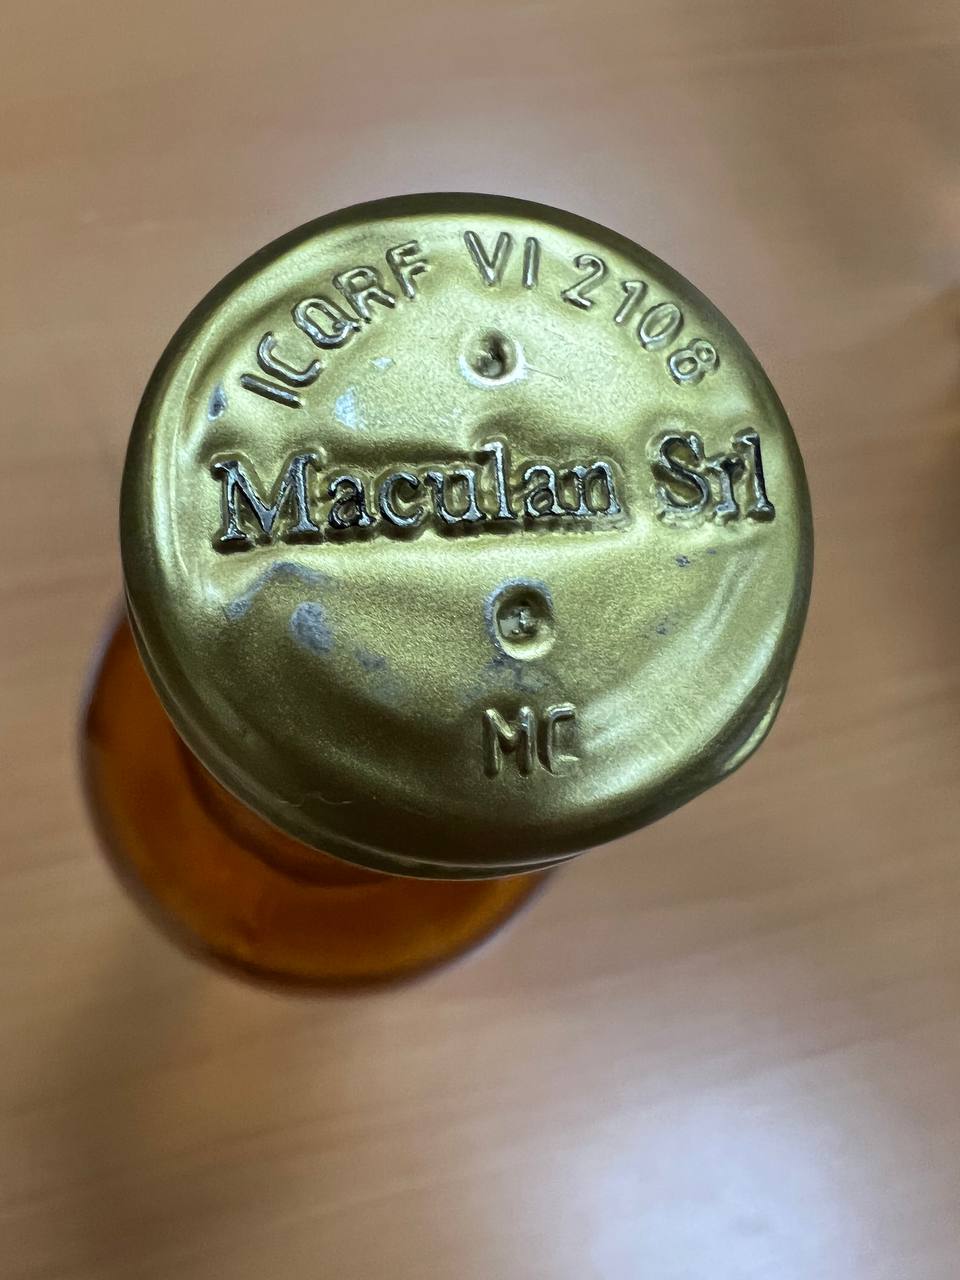 ICQRF VI 2108
Maculan Srl
MC